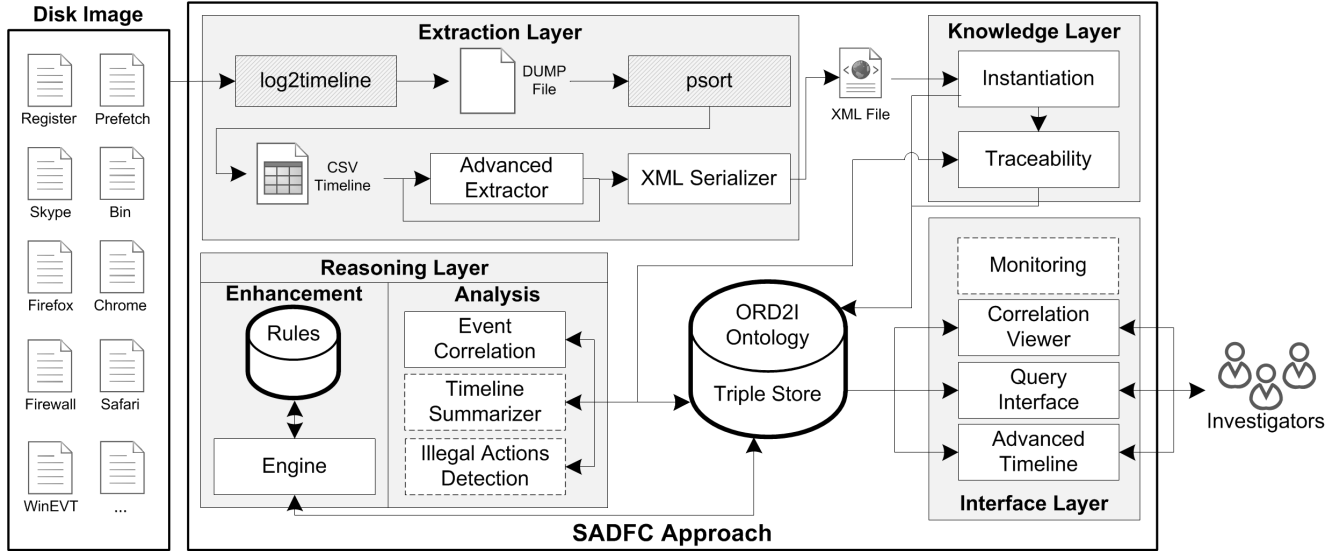 Disk Image
Register
Prefetch
Skype
Bin
Firefox
Chrome
Firewall
Safari
WinEVT
...
Extraction Layer
log2timeline
DUMP
File
psort
CSV
Timeline
Advanced
Extractor
XML Serializer
XML File
Knowledge Layer
Instantiation
Traceability
Reasoning Layer
Enhancement
Rules
Engine
Analysis
Event
Correlation
Timeline
Summarizer
Illegal Actions
Detection
ORD2I
Ontology
Triple Store
Monitoring
Correlation
Viewer
Query
Interface
Advanced
Timeline
Interface Layer
Investigators
SADFC Approach